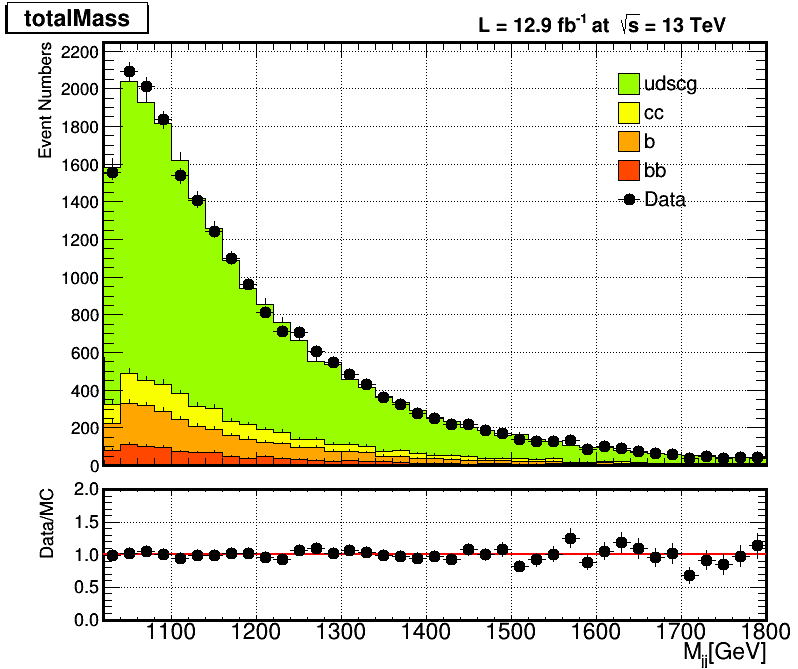 totalMass
L = 12.9 fb⁻¹ at √s = 13 TeV
Event Numbers
2200
2000
1800
1600
1400
1200
1000
800
600
400
200
0
udscg
cc
b
bb
Data
Data/MC
2.0
1.5
1.0
0.5
0.0
1100 1200 1300 1400 1500 1600 1700 1800
M_jj[GeV]